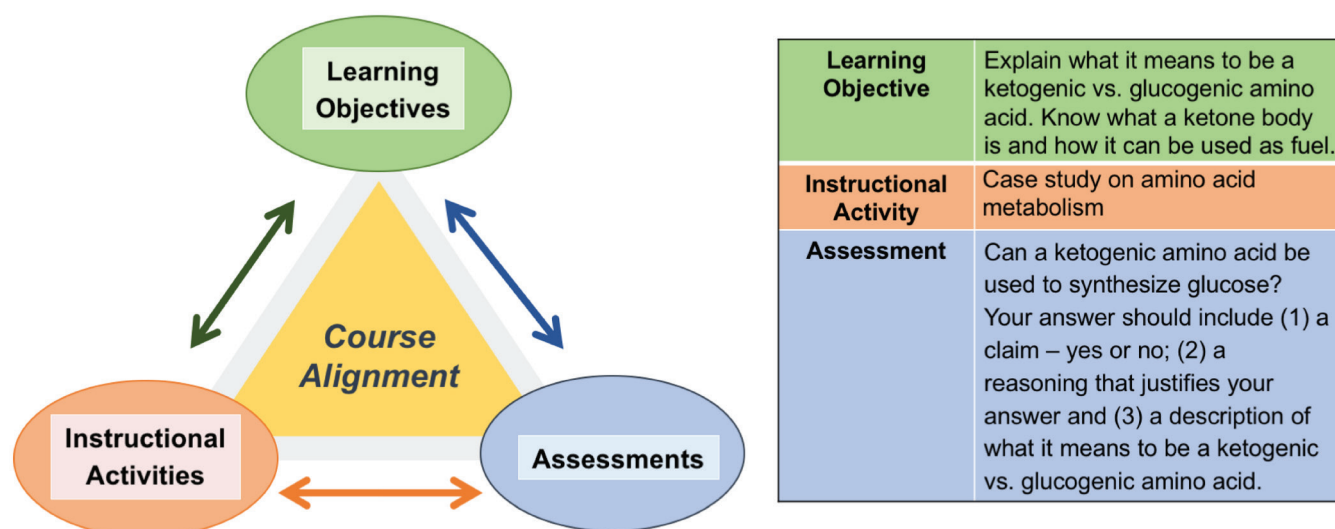 Learning
Objectives
Course
Alignment
Instructional
Activities
Assessments
Learning
Objective
Explain what it means to be a
ketogenic vs. glucogenic amino
acid. Know what a ketone body
is and how it can be used as fuel.
Instructional
Activity
Case study on amino acid
metabolism
Assessment
Can a ketogenic amino acid be
used to synthesize glucose?
Your answer should include (1) a
claim – yes or no; (2) a
reasoning that justifies your
answer and (3) a description of
what it means to be a ketogenic
vs. glucogenic amino acid.